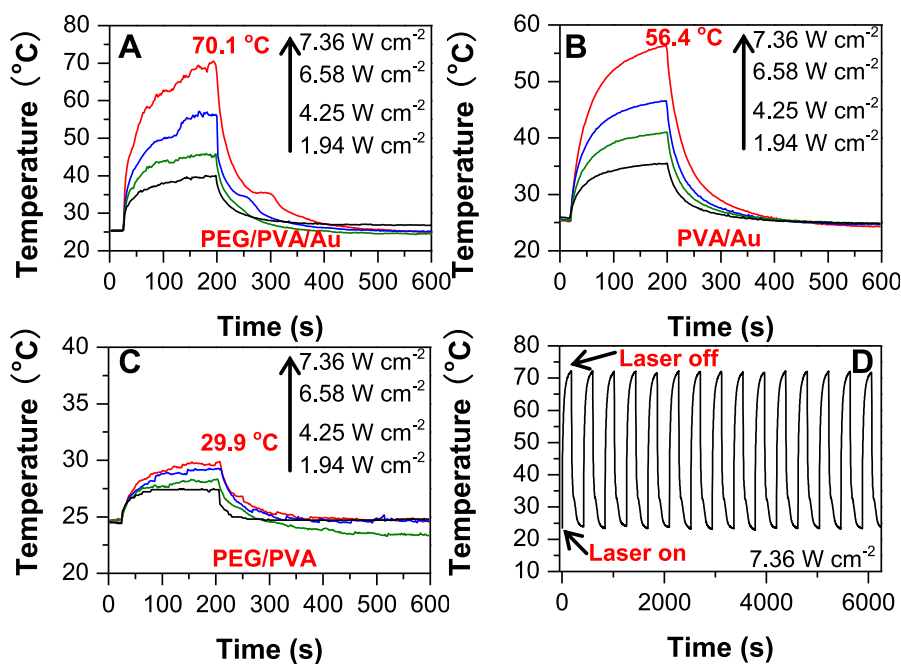 A
70.1 °C
7.36 W cm-2
6.58 W cm-2
4.25 W cm-2
1.94 W cm-2
PEG/PVA/Au
Temperature (°C)
80
70
60
50
40
30
20
0 100 200 300 400 500 600
Time (s)
B
56.4 °C
7.36 W cm-2
6.58 W cm-2
4.25 W cm-2
1.94 W cm-2
PVA/Au
Temperature (°C)
60
50
40
30
20
0 100 200 300 400 500 600
Time (s)
C
29.9 °C
7.36 W cm-2
6.58 W cm-2
4.25 W cm-2
1.94 W cm-2
PEG/PVA
Temperature (°C)
40
35
30
25
20
0 100 200 300 400 500 600
Time (s)
D
Laser off
Laser on
7.36 W cm-2
Temperature (°C)
80
70
60
50
40
30
20
10
0 2000 4000 6000
Time (s)